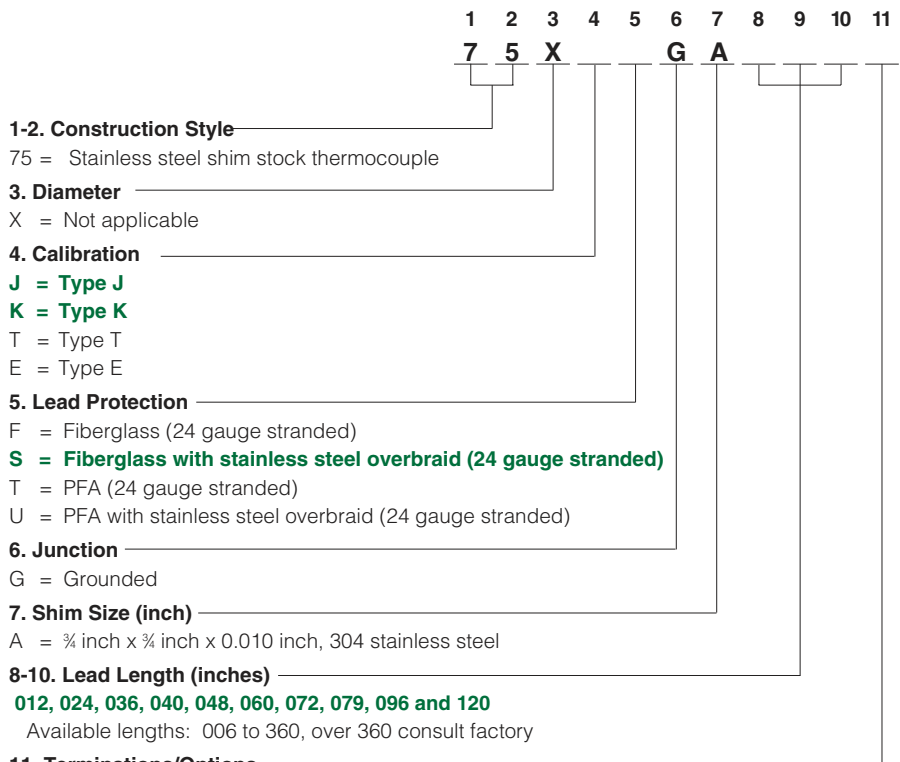 1 2 3 4 5 6 7 8 9 10 11
7 5 X G A
1-2. Construction Style
75 = Stainless steel shim stock thermocouple
3. Diameter
X = Not applicable
4. Calibration
J = Type J
K = Type K
T = Type T
E = Type E
5. Lead Protection
F = Fiberglass (24 gauge stranded)
S = Fiberglass with stainless steel overbraid (24 gauge stranded)
T = PFA (24 gauge stranded)
U = PFA with stainless steel overbraid (24 gauge stranded)
6. Junction
G = Grounded
7. Shim Size (inch)
A = ¾ inch x ¾ inch x 0.010 inch, 304 stainless steel
8-10. Lead Length (inches)
012, 024, 036, 040, 048, 060, 072, 079, 096 and 120
Available lengths: 006 to 360, over 360 consult factory
11. Terminations/Options